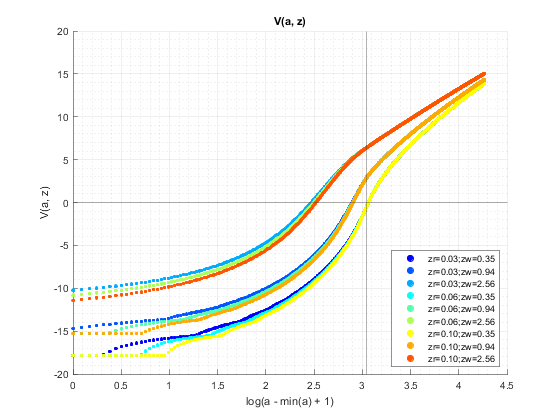 V(a, z)
20
15
10
5
0
-5
-10
-15
-20
V(a, z)
0
0.5
1
1.5
2
2.5
3
3.5
4
4.5
log(a - min(a) + 1)
zr=0.03;zw=0.35
zr=0.03;zw=0.94
zr=0.03;zw=2.56
zr=0.06;zw=0.35
zr=0.06;zw=0.94
zr=0.06;zw=2.56
zr=0.10;zw=0.35
zr=0.10;zw=0.94
zr=0.10;zw=2.56